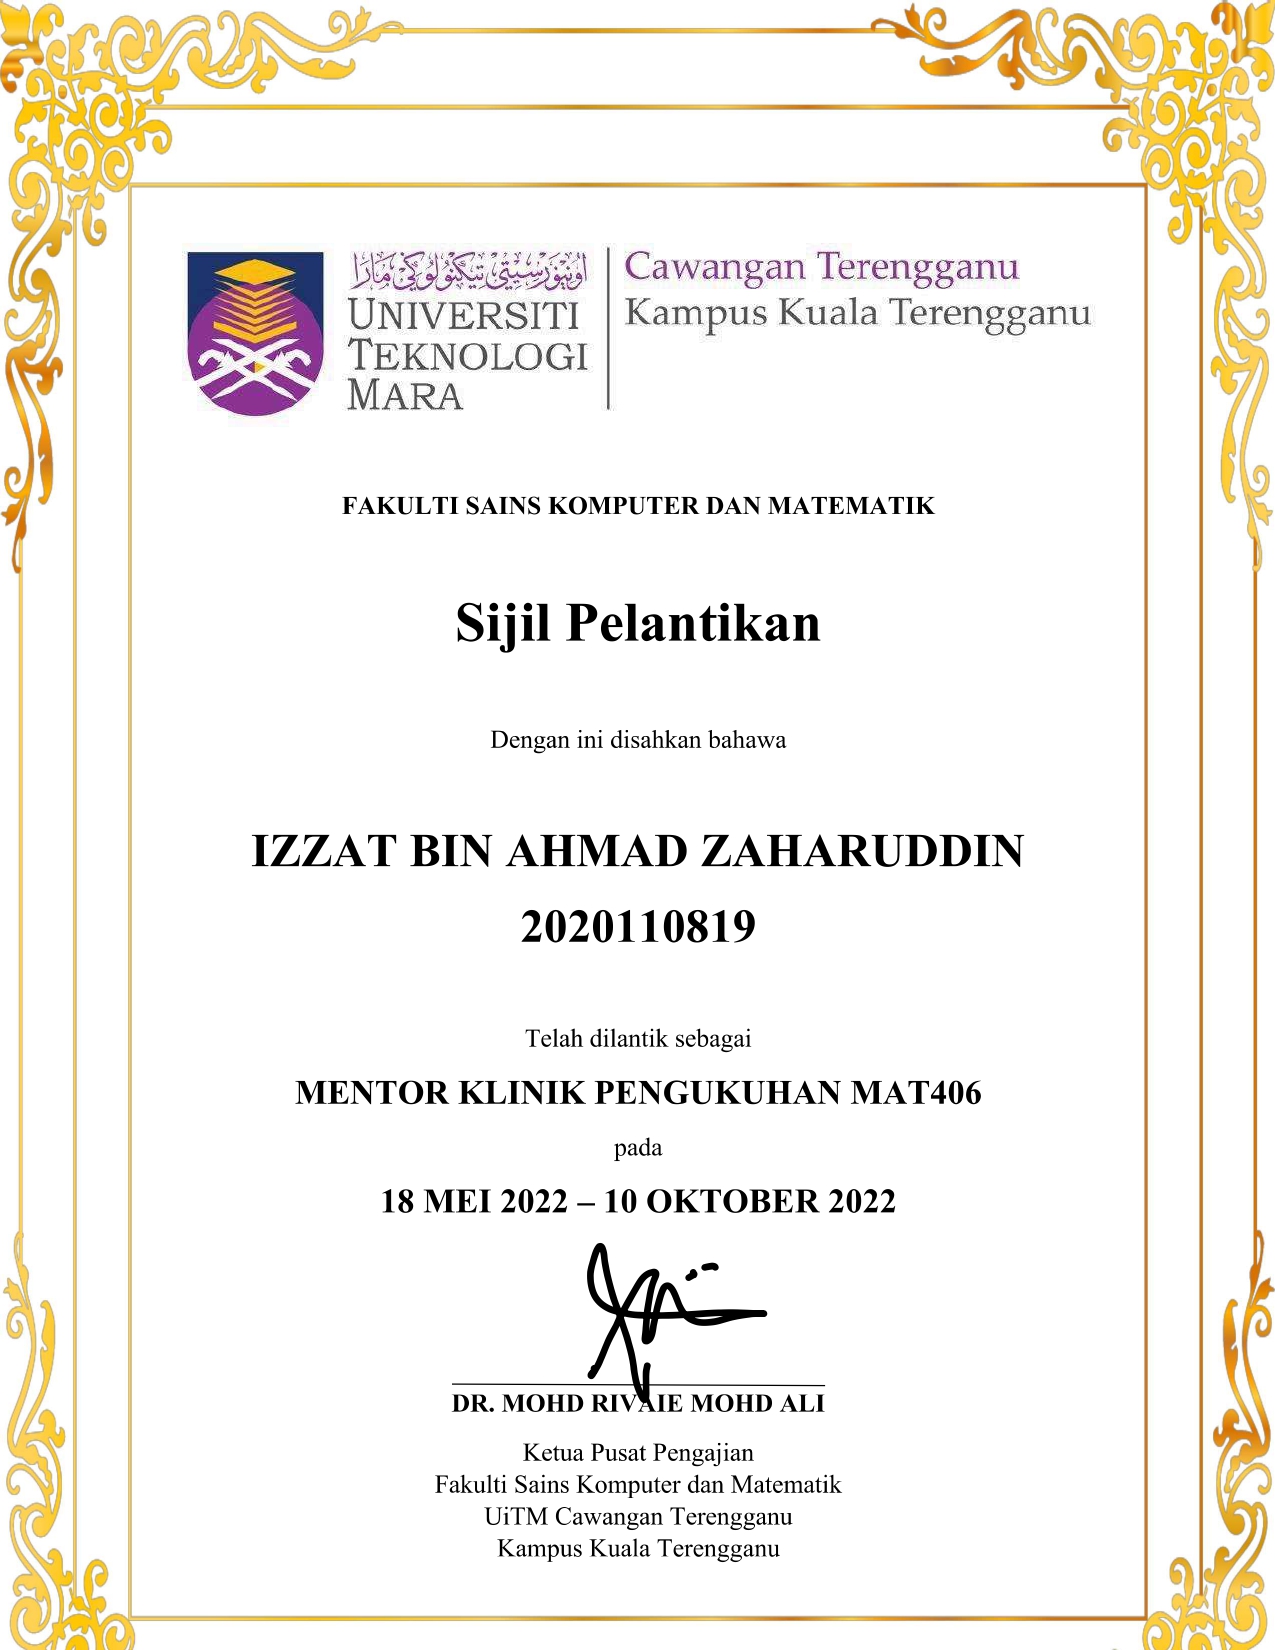 اونيۏرسيتي تيکنولوݢي مارا
UNIVERSITI
TEKNOLOGI
MARA
Cawangan Terengganu
Kampus Kuala Terengganu
FAKULTI SAINS KOMPUTER DAN MATEMATIK
Sijil Pelantikan
Dengan ini disahkan bahawa
IZZAT BIN AHMAD ZAHARUDDIN
2020110819
Telah dilantik sebagai
MENTOR KLINIK PENGUKUHAN MAT406
pada
18 MEI 2022 – 10 OKTOBER 2022
DR. MOHD RIVAIE MOHD ALI
Ketua Pusat Pengajian
Fakulti Sains Komputer dan Matematik
UiTM Cawangan Terengganu
Kampus Kuala Terengganu